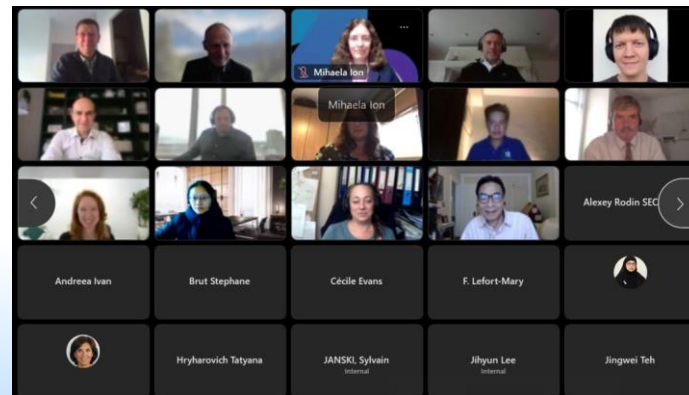 Mihaela Ion
Mihaela Ion
Alexey Rodin SEC
Andreea Ivan
Brut Stephane
Cécile Evans
F. Lefort-Mary
Hryharovich Tatyana
JANSKI, Sylvain
Internal
Jihyun Lee
Internal
Jingwei Teh